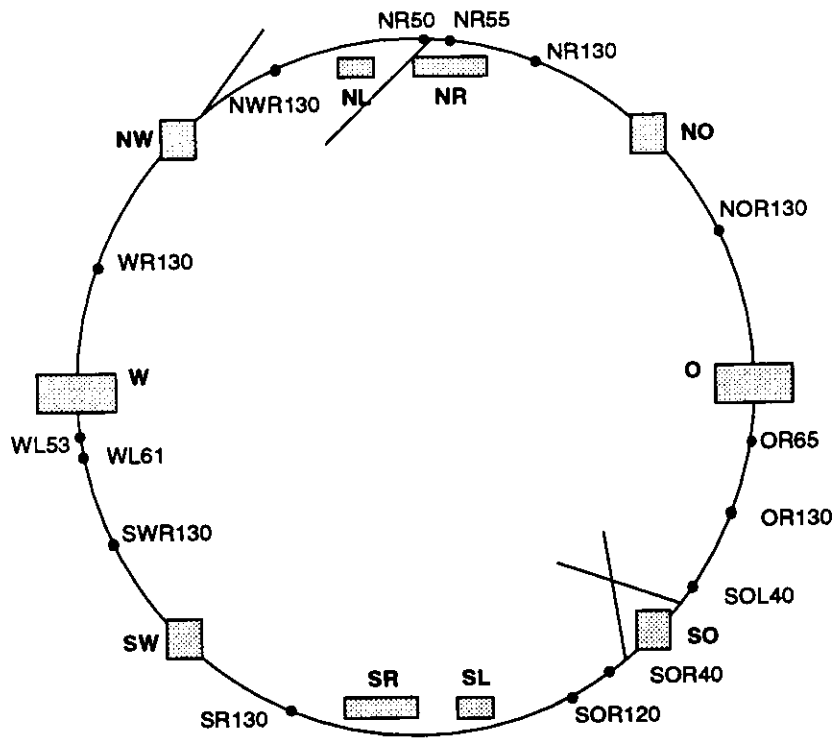 NR50
NR55
NR130
NWR130
NL
NR
NW
NO
NOR130
WR130
W
O
WL53
WL61
OR65
OR130
SWR130
SOL40
SW
SO
SR
SL
SOR40
SR130
SOR120